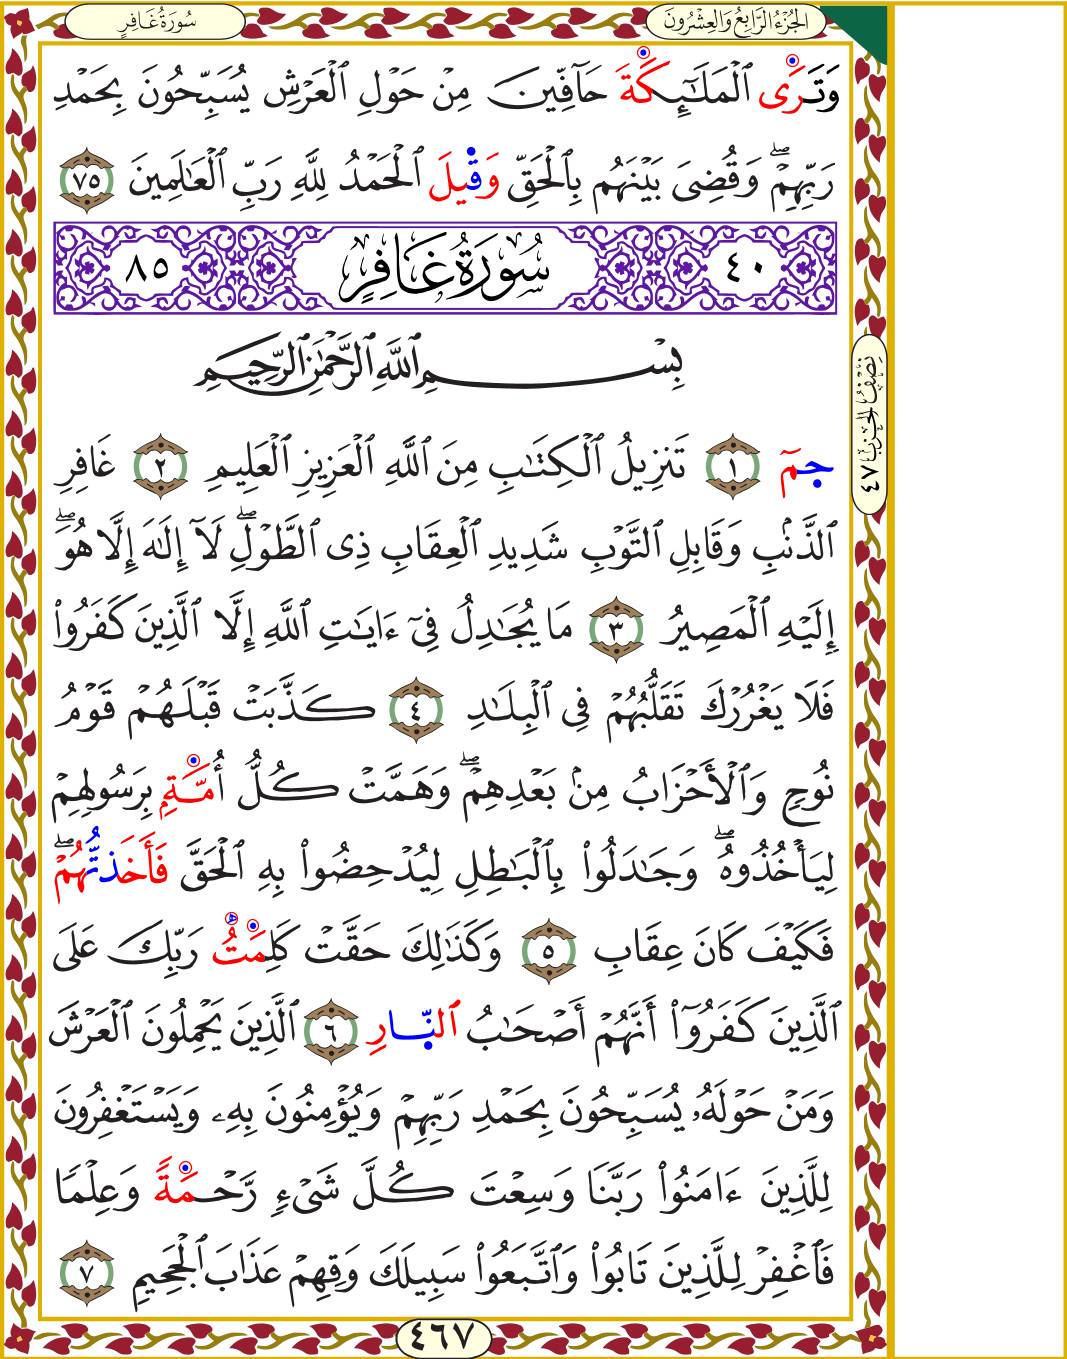 سُورَةُ غَافِرٍ
الجُزْءُ الرَّابِعُ وَالعِشْرُونَ
وَتَرَى ٱلْمَلَٰٓئِكَةَ حَآفِّينَ مِنْ حَوْلِ ٱلْعَرْشِ يُسَبِّحُونَ بِحَمْدِ
رَبِّهِمْۖ وَقُضِىَ بَيْنَهُم بِٱلْحَقِّ وَقِيلَ ٱلْحَمْدُ لِلَّهِ رَبِّ ٱلْعَٰلَمِينَ ٧٥
٤٠ سُورَةُ غَافِرٍ ٨٥
بِسْمِ ٱللَّهِ ٱلرَّحْمَٰنِ ٱلرَّحِيمِ
حمٓ ١ تَنزِيلُ ٱلْكِتَٰبِ مِنَ ٱللَّهِ ٱلْعَزِيزِ ٱلْعَلِيمِ ٢ غَافِرِ
ٱلذَّنۢبِ وَقَابِلِ ٱلتَّوْبِ شَدِيدِ ٱلْعِقَابِ ذِى ٱلطَّوْلِۖ لَآ إِلَٰهَ إِلَّا هُوَۖ
إِلَيْهِ ٱلْمَصِيرُ ٣ مَا يُجَٰدِلُ فِىٓ ءَايَٰتِ ٱللَّهِ إِلَّا ٱلَّذِينَ كَفَرُوا۟
فَلَا يَغْرُرْكَ تَقَلُّبُهُمْ فِى ٱلْبِلَٰدِ ٤ كَذَّبَتْ قَبْلَهُمْ قَوْمُ
نُوحٍ وَٱلْأَحْزَابُ مِنۢ بَعْدِهِمْۖ وَهَمَّتْ كُلُّ أُمَّةٍۭ بِرَسُولِهِمْ
لِيَأْخُذُوهُۖ وَجَٰدَلُوا۟ بِٱلْبَٰطِلِ لِيُدْحِضُوا۟ بِهِ ٱلْحَقَّ فَأَخَذتُّهُمْۖ
فَكَيْفَ كَانَ عِقَابِ ٥ وَكَذَٰلِكَ حَقَّتْ كَلِمَتُ رَبِّكَ عَلَى
ٱلَّذِينَ كَفَرُوٓا۟ أَنَّهُمْ أَصْحَٰبُ ٱلنَّارِ ٦ ٱلَّذِينَ يَحْمِلُونَ ٱلْعَرْشَ
وَمَنْ حَوْلَهُۥ يُسَبِّحُونَ بِحَمْدِ رَبِّهِمْ وَيُؤْمِنُونَ بِهِۦ وَيَسْتَغْفِرُونَ
لِلَّذِينَ ءَامَنُوا۟ رَبَّنَا وَسِعْتَ كُلَّ شَىْءٍ رَّحْمَةً وَعِلْمًا
فَٱغْفِرْ لِلَّذِينَ تَابُوا۟ وَٱتَّبَعُوا۟ سَبِيلَكَ وَقِهِمْ عَذَابَ ٱلْجَحِيمِ ٧
نِصْفُ الحِزْبِ ٤٧
٤٦٧